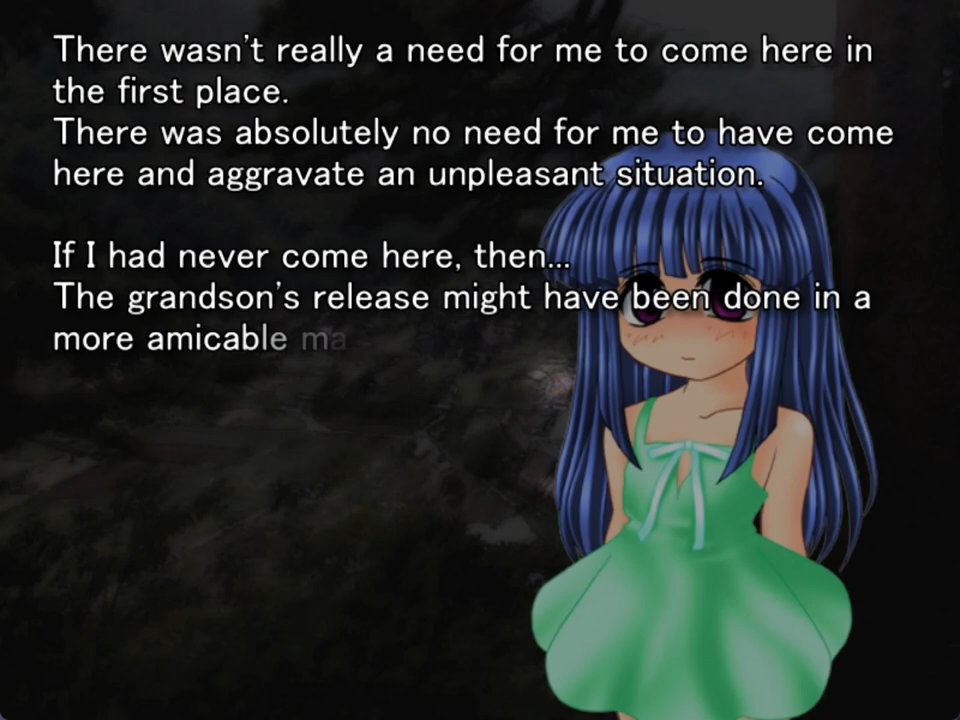 There wasn't really a need for me to come here in
the first place.
There was absolutely no need for me to have come
here and aggravate an unpleasant situation.
If I had never come here, then...
The grandson's release might have been done in a
more amicable ma